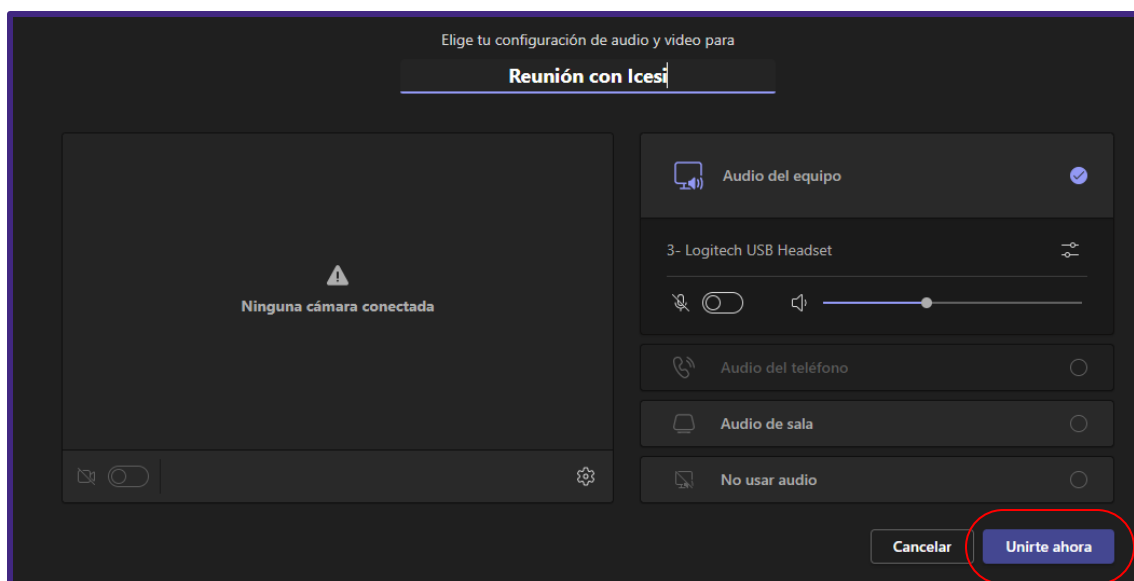 Elige tu configuración de audio y video para
Reunión con Icesi
Ninguna cámara conectada
Audio del equipo
3- Logitech USB Headset
Audio del teléfono
Audio de sala
No usar audio
Cancelar
Unirte ahora